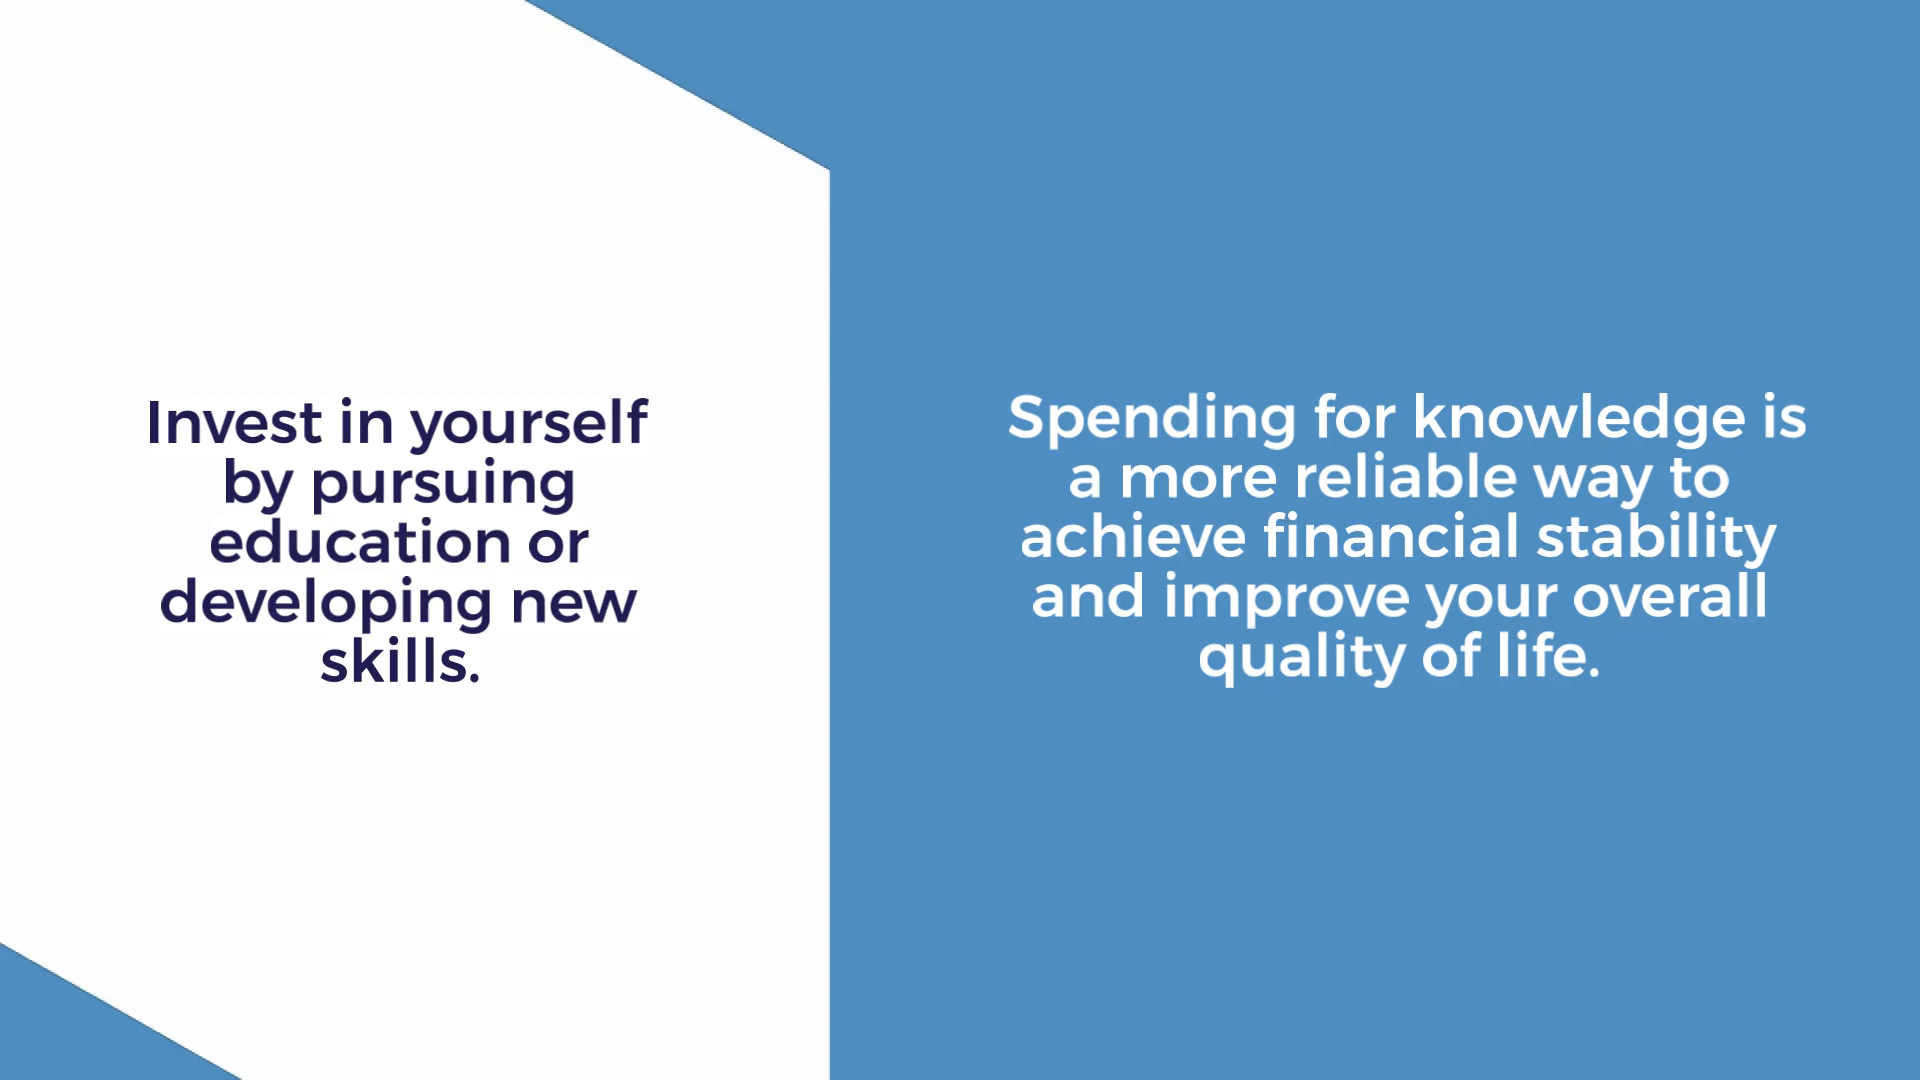 Invest in yourself
by pursuing
education or
developing new
skills.
Spending for knowledge is
a more reliable way to
achieve financial stability
and improve your overall
quality of life.